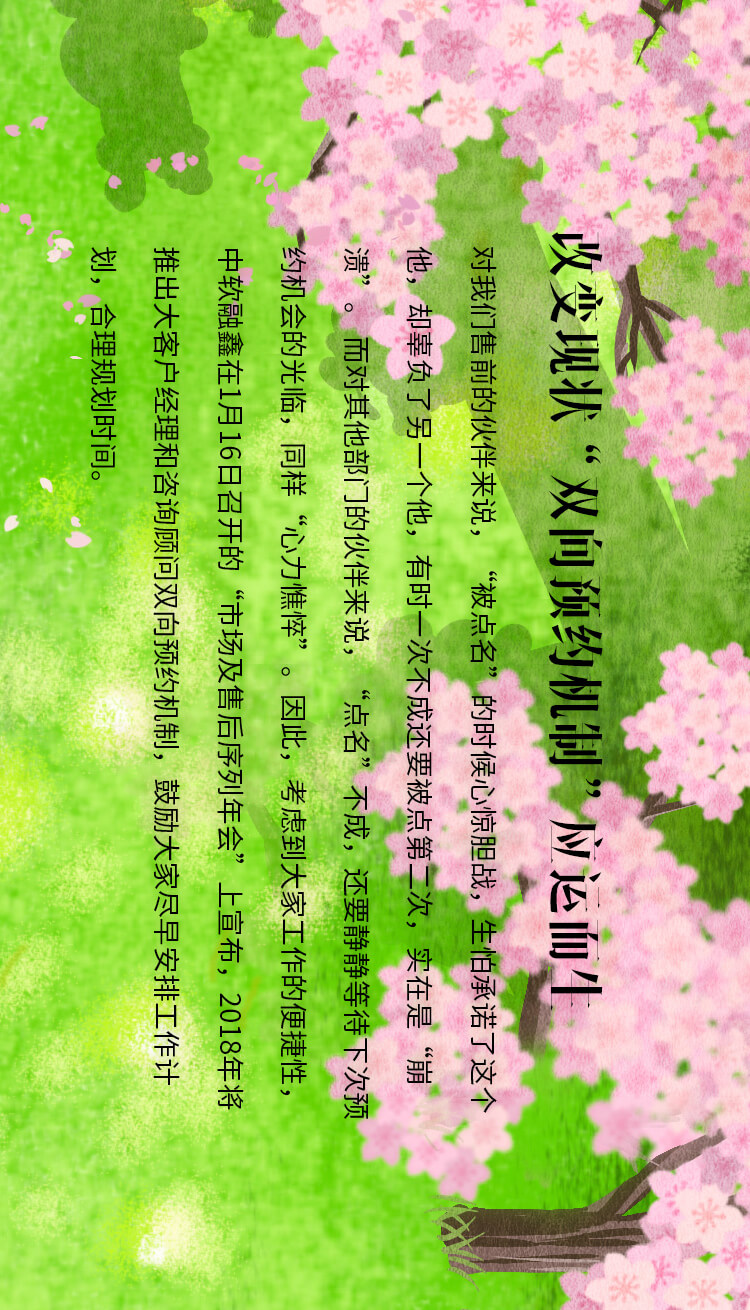 改变现状“双向预约机制”应运而生
对我们售前的伙伴来说，“被点名”的时候心惊胆战，生怕承诺了这个
他，却辜负了另一个他，有时一次不成还要被点第二次，实在是“崩
溃”。而对其他部门的伙伴来说，“点名”不成，还要静静等待下次预
约机会的光临，同样“心力憔悴”。因此，考虑到大家工作的便捷性，
中软融鑫在1月16日召开的“市场及售后序列年会”上宣布，2018年将
推出大客户经理和咨询顾问双向预约机制，鼓励大家尽早安排工作计
划，合理规划时间。